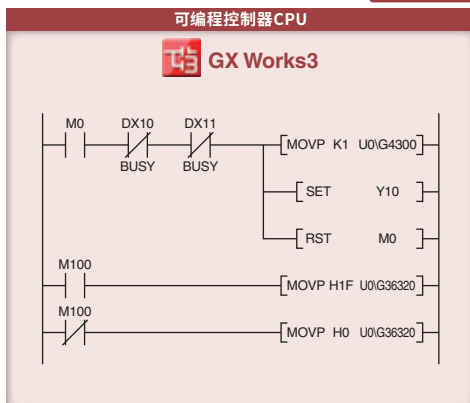 可编程控制器CPU
GX Works3
M0 DX10 DX11
MOVP K1 U0\G4300
BUSY BUSY
SET Y10
RST M0
M100
MOVP H1F U0\G36320
M100
MOVP H0 U0\G36320